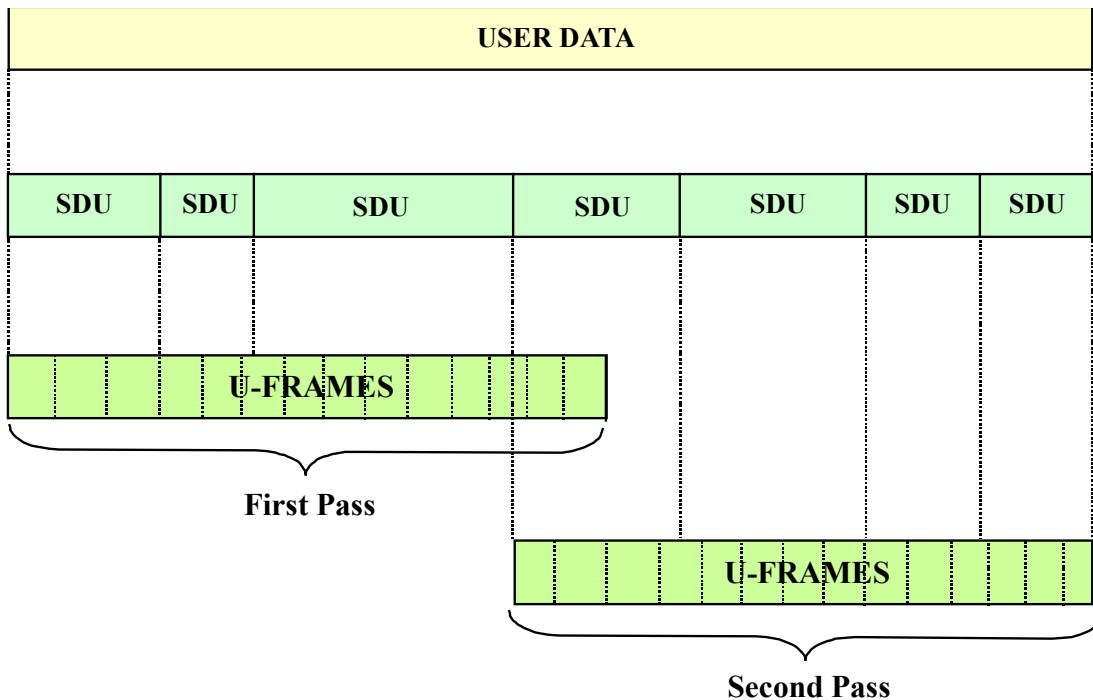 USER DATA
SDU SDU SDU SDU SDU SDU SDU
U-FRAMES
First Pass
U-FRAMES
Second Pass